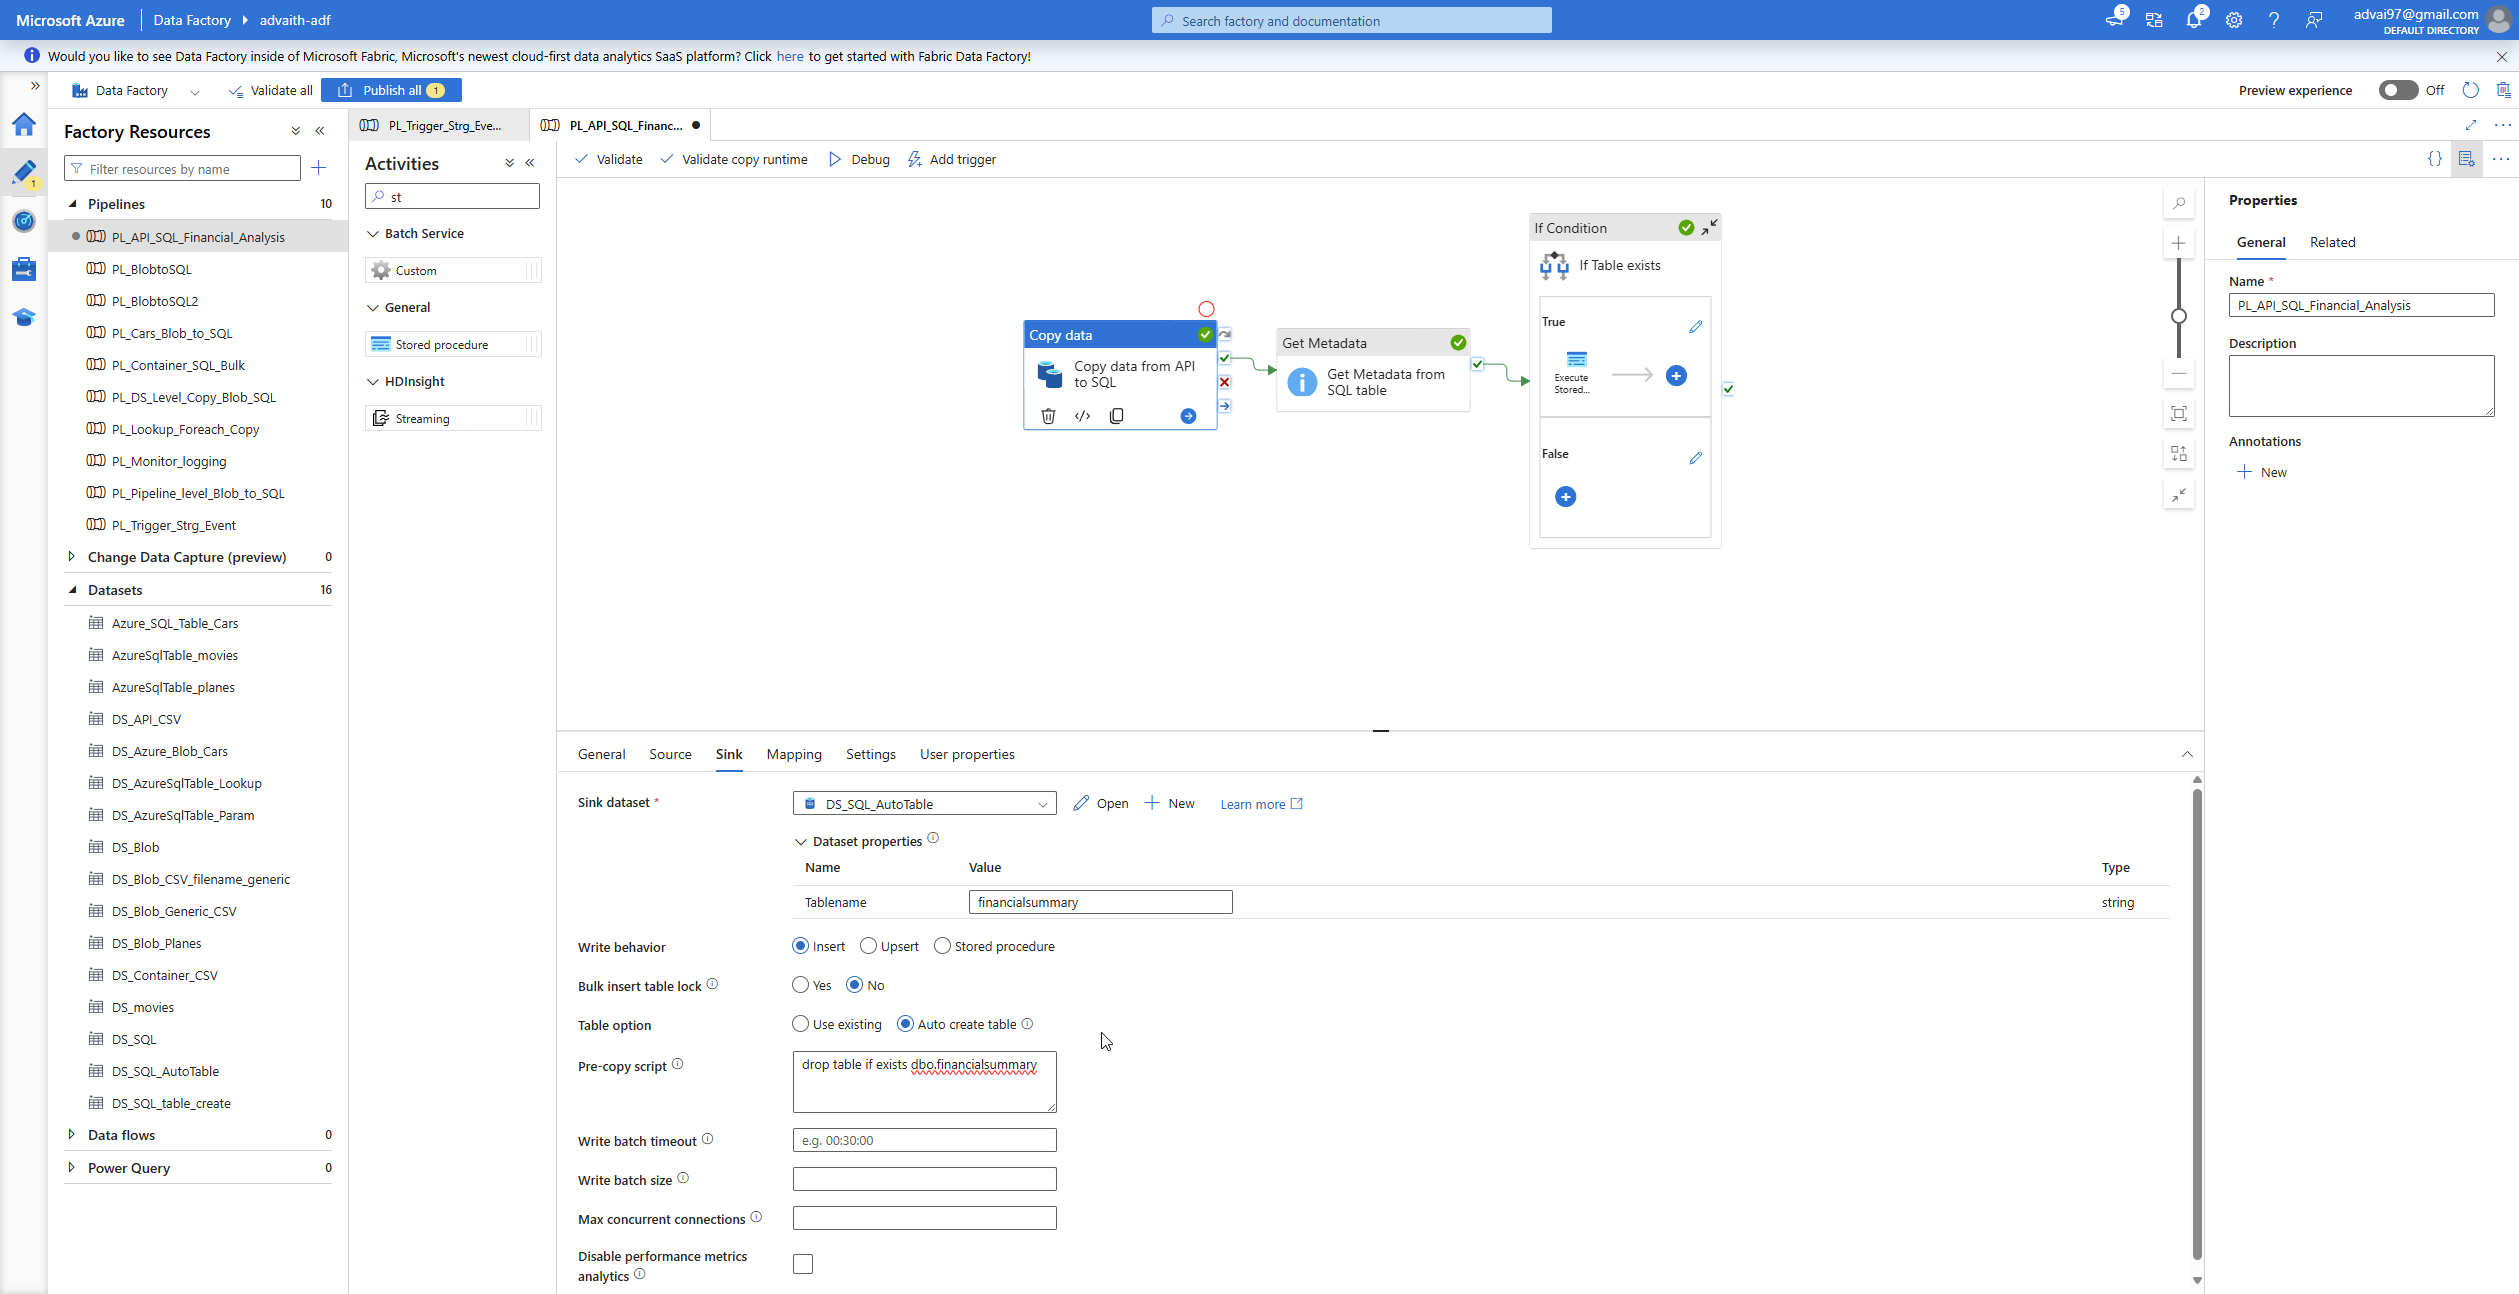 Microsoft Azure
Data Factory
advaith-adf
Search factory and documentation
5
2
advai97@gmail.com
DEFAULT DIRECTORY
Would you like to see Data Factory inside of Microsoft Fabric, Microsoft's newest cloud-first data analytics SaaS platform? Click here to get started with Fabric Data Factory!
Data Factory
Validate all
Publish all 1
Preview experience
Off
1
Factory Resources
Filter resources by name
Pipelines 10
PL_API_SQL_Financial_Analysis
PL_BlobtoSQL
PL_BlobtoSQL2
PL_Cars_Blob_to_SQL
PL_Container_SQL_Bulk
PL_DS_Level_Copy_Blob_SQL
PL_Lookup_Foreach_Copy
PL_Monitor_logging
PL_Pipeline_level_Blob_to_SQL
PL_Trigger_Strg_Event
Change Data Capture (preview) 0
Datasets 16
Azure_SQL_Table_Cars
AzureSqlTable_movies
AzureSqlTable_planes
DS_API_CSV
DS_Azure_Blob_Cars
DS_AzureSqlTable_Lookup
DS_AzureSqlTable_Param
DS_Blob
DS_Blob_CSV_filename_generic
DS_Blob_Generic_CSV
DS_Blob_Planes
DS_Container_CSV
DS_movies
DS_SQL
DS_SQL_AutoTable
DS_SQL_table_create
Data flows 0
Power Query 0
PL_Trigger_Strg_Eve...
PL_API_SQL_Financ...
Activities
st
Batch Service
Custom
General
Stored procedure
HDInsight
Streaming
Validate
Validate copy runtime
Debug
Add trigger
Copy data
Copy data from API
to SQL
Get Metadata
Get Metadata from
SQL table
If Condition
If Table exists
True
Execute
Stored...
False
Properties
General
Related
Name *
PL_API_SQL_Financial_Analysis
Description
Annotations
New
General
Source
Sink
Mapping
Settings
User properties
Sink dataset *
DS_SQL_AutoTable
Open
New
Learn more
Dataset properties
Name Value Type
Tablename financialsummary string
Write behavior
Insert
Upsert
Stored procedure
Bulk insert table lock
Yes
No
Table option
Use existing
Auto create table
Pre-copy script
drop table if exists dbo.financialsummary
Write batch timeout
e.g. 00:30:00
Write batch size
Max concurrent connections
Disable performance metrics
analytics